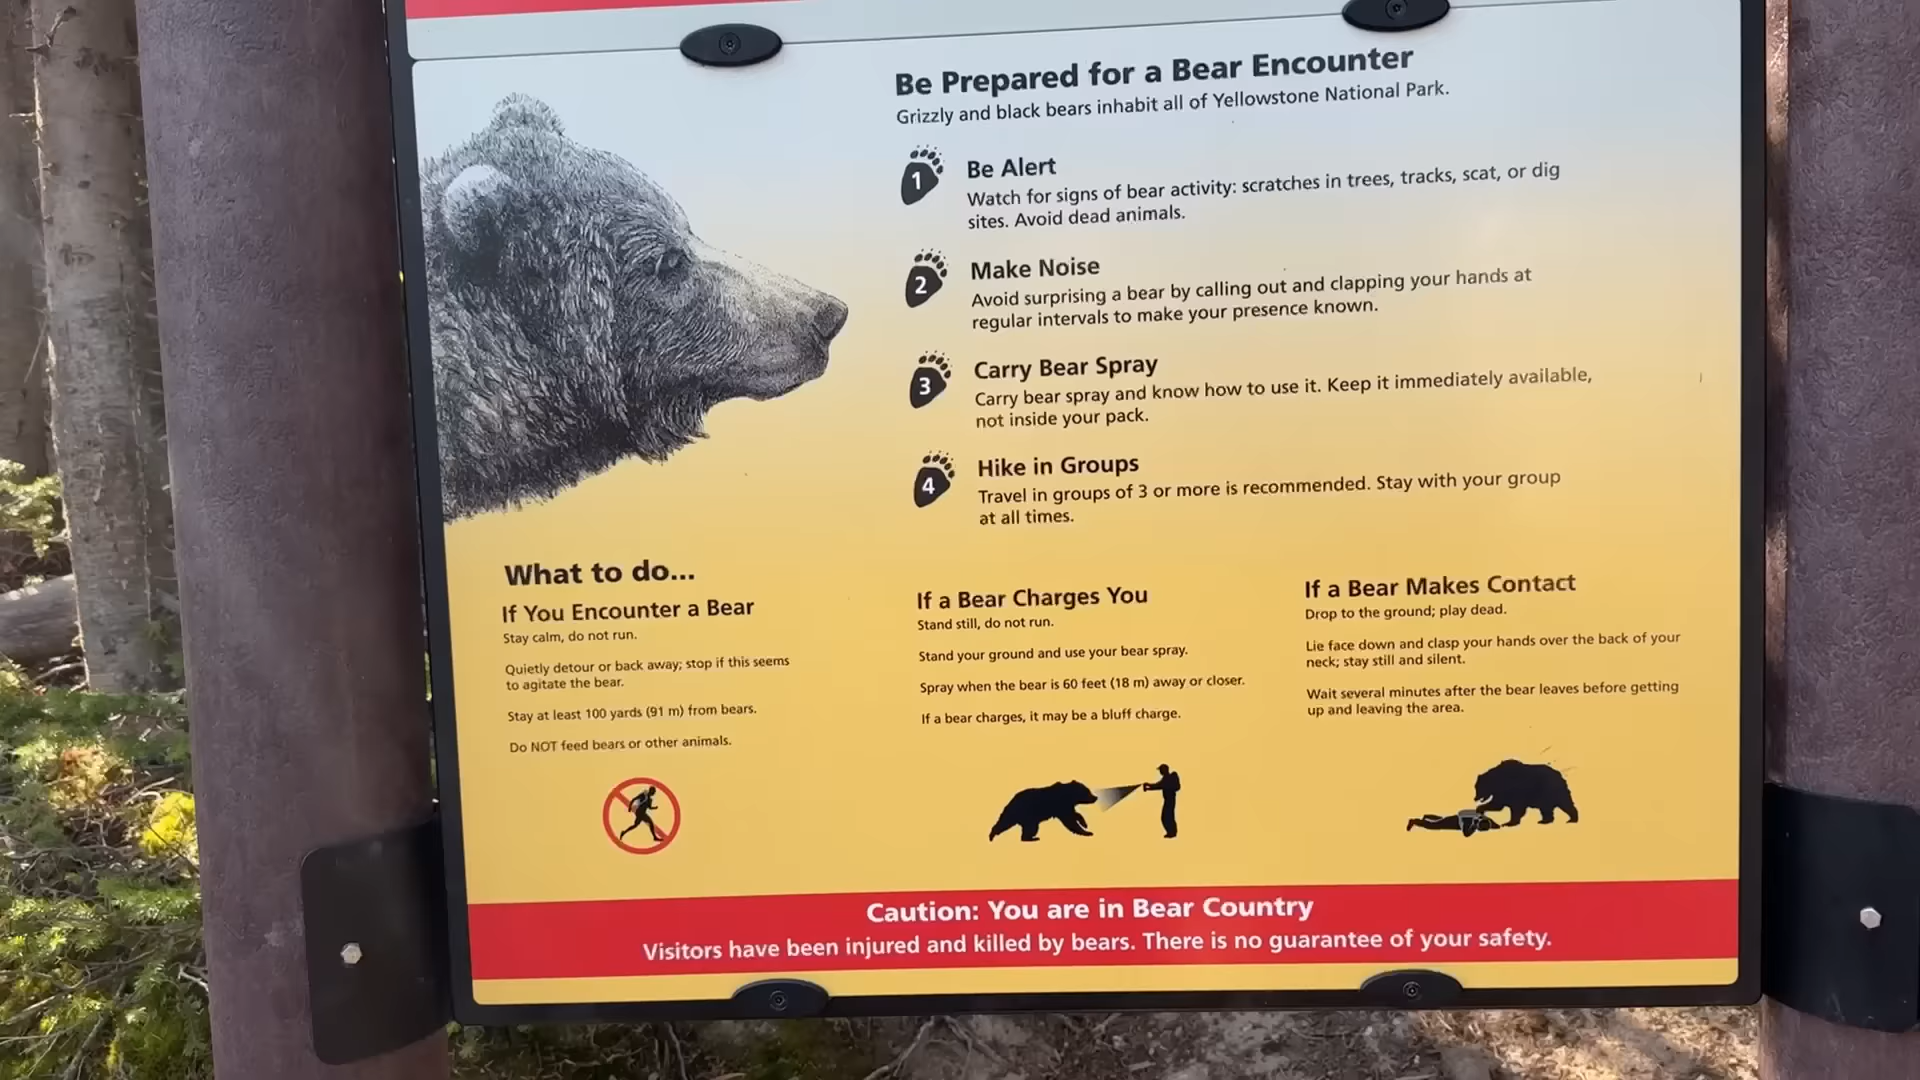 Be Prepared for a Bear Encounter
Grizzly and black bears inhabit all of Yellowstone National Park.
1
Be Alert
Watch for signs of bear activity: scratches in trees, tracks, scat, or dig
sites. Avoid dead animals.
2
Make Noise
Avoid surprising a bear by calling out and clapping your hands at
regular intervals to make your presence known.
3
Carry Bear Spray
Carry bear spray and know how to use it. Keep it immediately available,
not inside your pack.
4
Hike in Groups
Travel in groups of 3 or more is recommended. Stay with your group
at all times.
What to do...
If You Encounter a Bear
Stay calm, do not run.
Quietly detour or back away; stop if this seems
to agitate the bear.
Stay at least 100 yards (91 m) from bears.
Do NOT feed bears or other animals.
If a Bear Charges You
Stand still, do not run.
Stand your ground and use your bear spray.
Spray when the bear is 60 feet (18 m) away or closer.
If a bear charges, it may be a bluff charge.
If a Bear Makes Contact
Drop to the ground; play dead.
Lie face down and clasp your hands over the back of your
neck; stay still and silent.
Wait several minutes after the bear leaves before getting
up and leaving the area.
Caution: You are in Bear Country
Visitors have been injured and killed by bears. There is no guarantee of your safety.